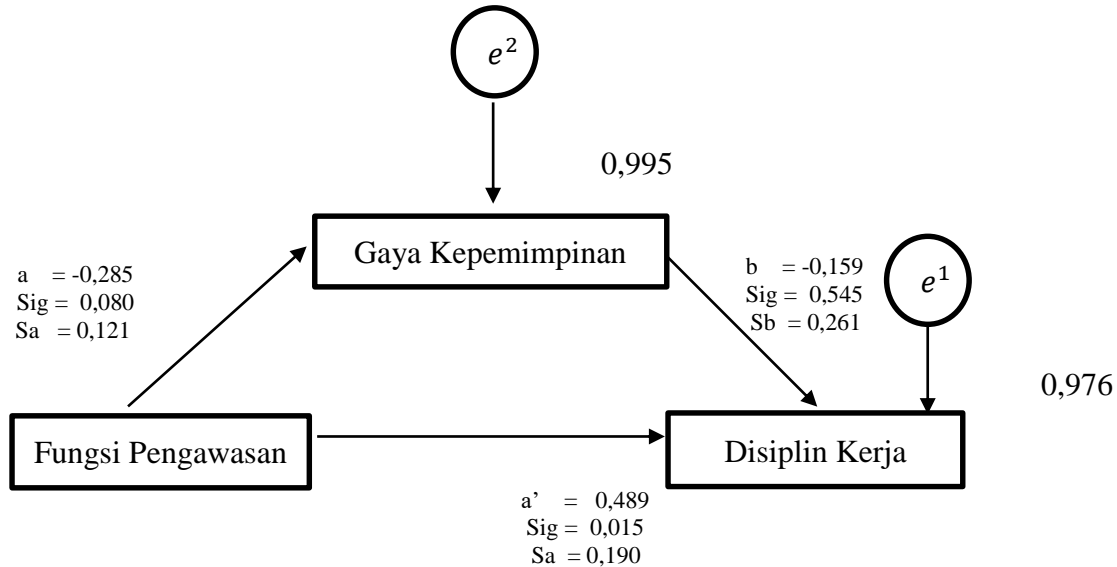 e²
0,995
Gaya Kepemimpinan
a = -0,285
Sig = 0,080
Sa = 0,121
b = -0,159
Sig = 0,545
Sb = 0,261
e¹
0,976
Fungsi Pengawasan
Disiplin Kerja
a’ = 0,489
Sig = 0,015
Sa = 0,190